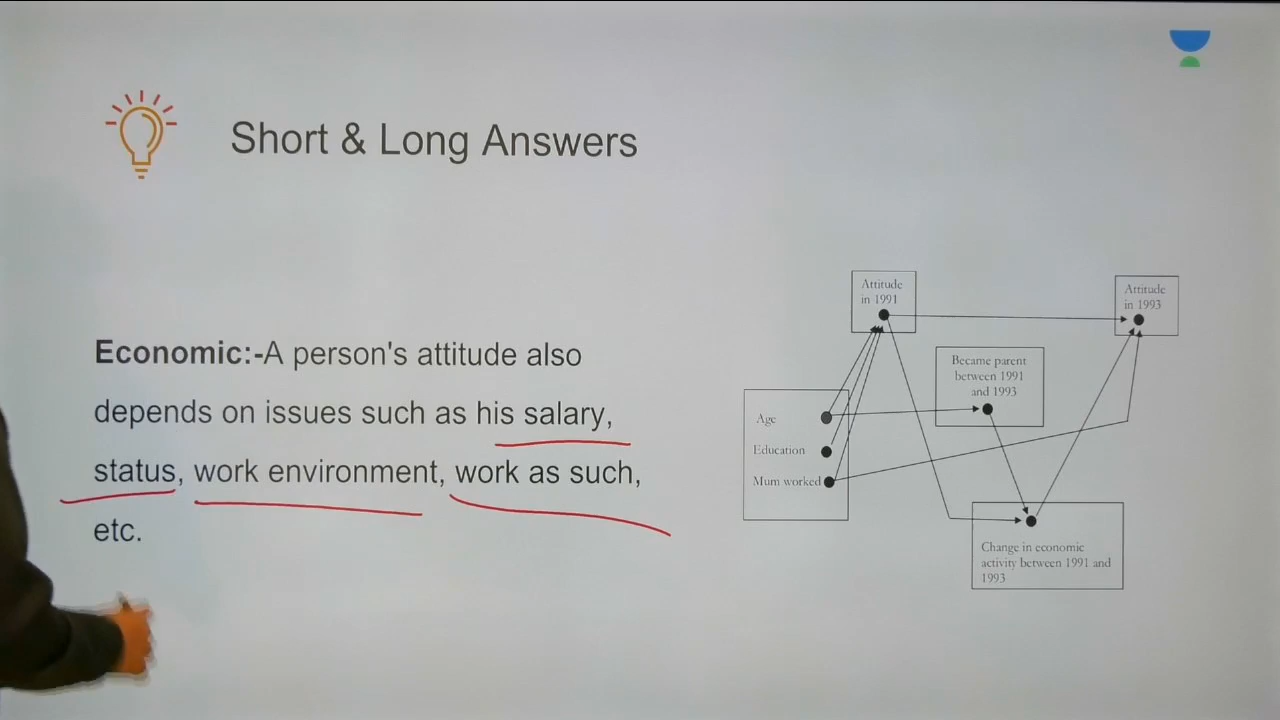 Short & Long Answers
Economic:-A person's attitude also
depends on issues such as his salary,
status, work environment, work as such,
etc.
Attitude
in 1991
Attitude
in 1993
Became parent
between 1991
and 1993
Age
Education
Mum worked
Change in economic
activity between 1991 and
1993